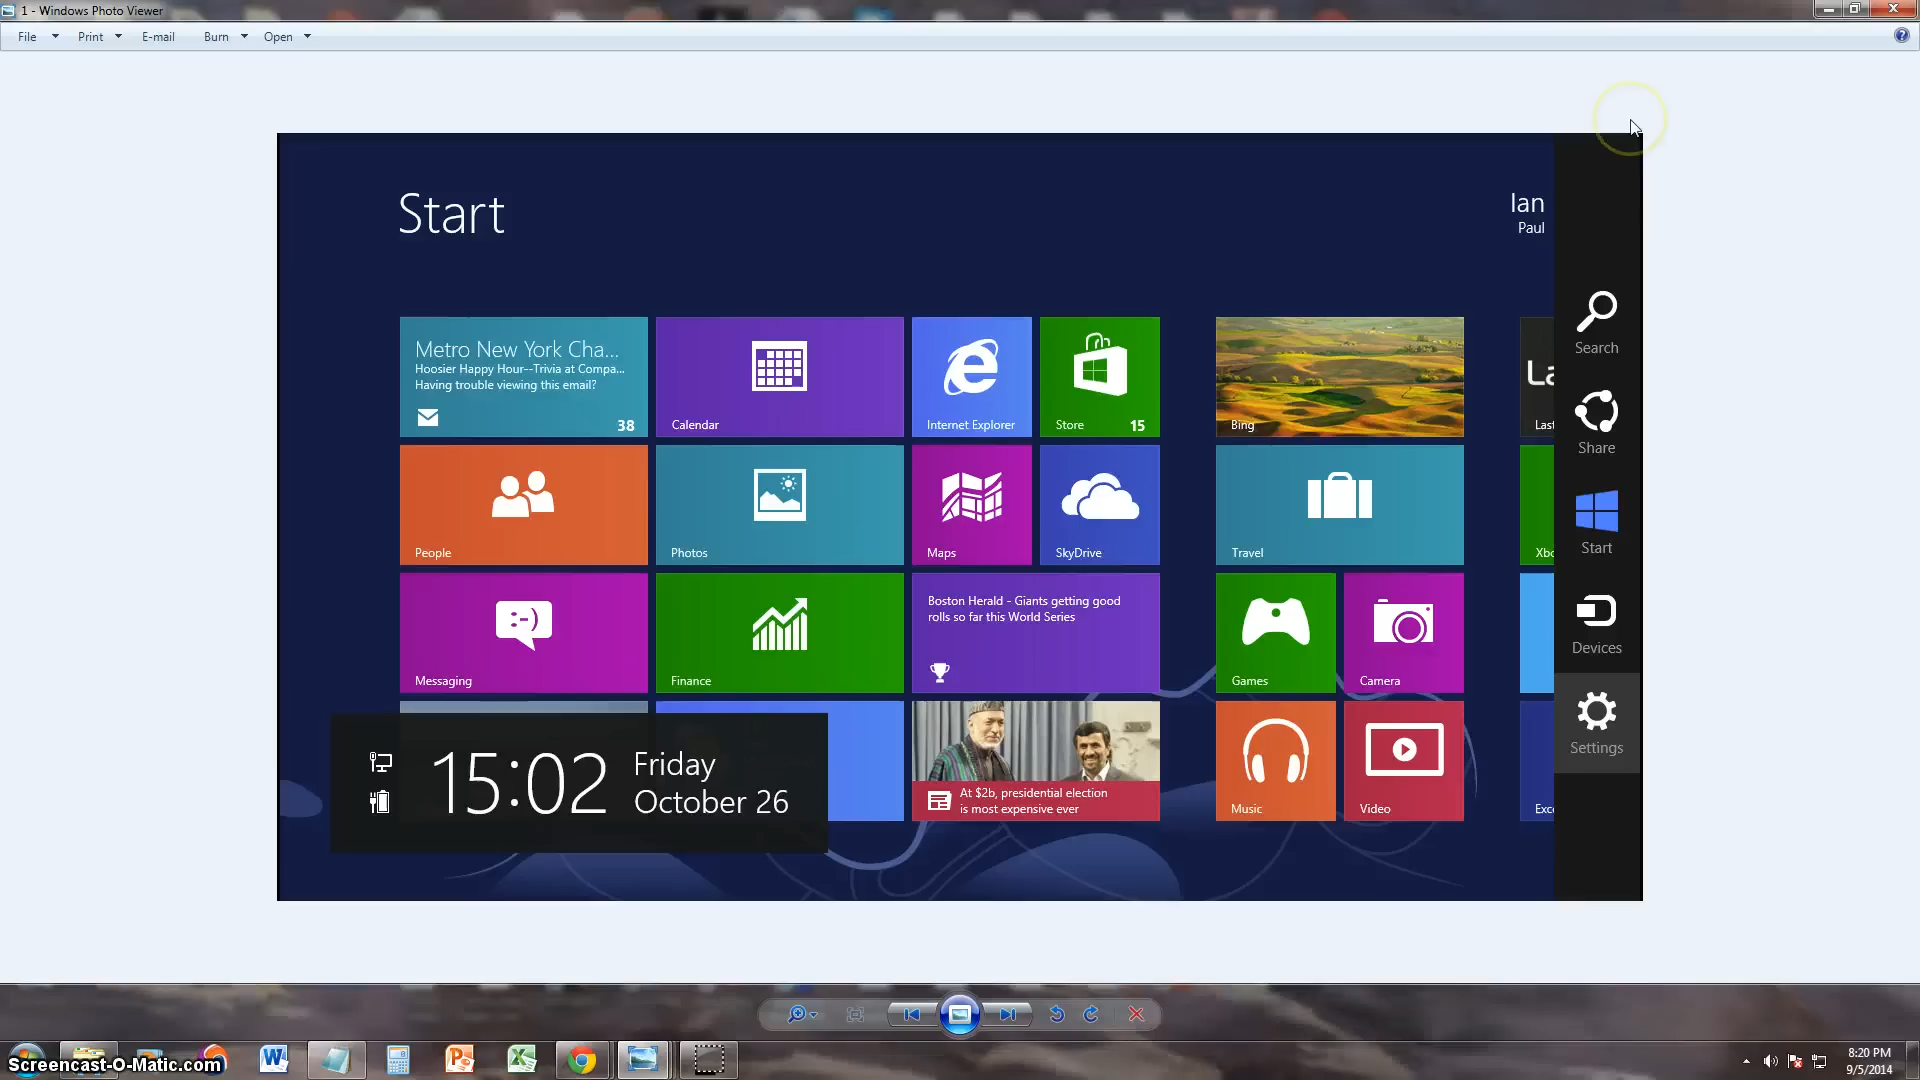 1 - Windows Photo Viewer
File
Print
E-mail
Burn
Open
Start
Ian
Paul
Metro New York Cha...
Hoosier Happy Hour--Trivia at Compa...
Having trouble viewing this email?
38
Calendar
Internet Explorer
Store
15
Bing
La
Last
Search
Share
People
Photos
Maps
SkyDrive
Travel
Xbo
Start
Messaging
Finance
Boston Herald - Giants getting good
rolls so far this World Series
Games
Camera
Devices
Settings
15:02
Friday
October 26
At $2b, presidential election
is most expensive ever
Music
Video
Exce
Screencast-O-Matic.com
8:20 PM
9/5/2014